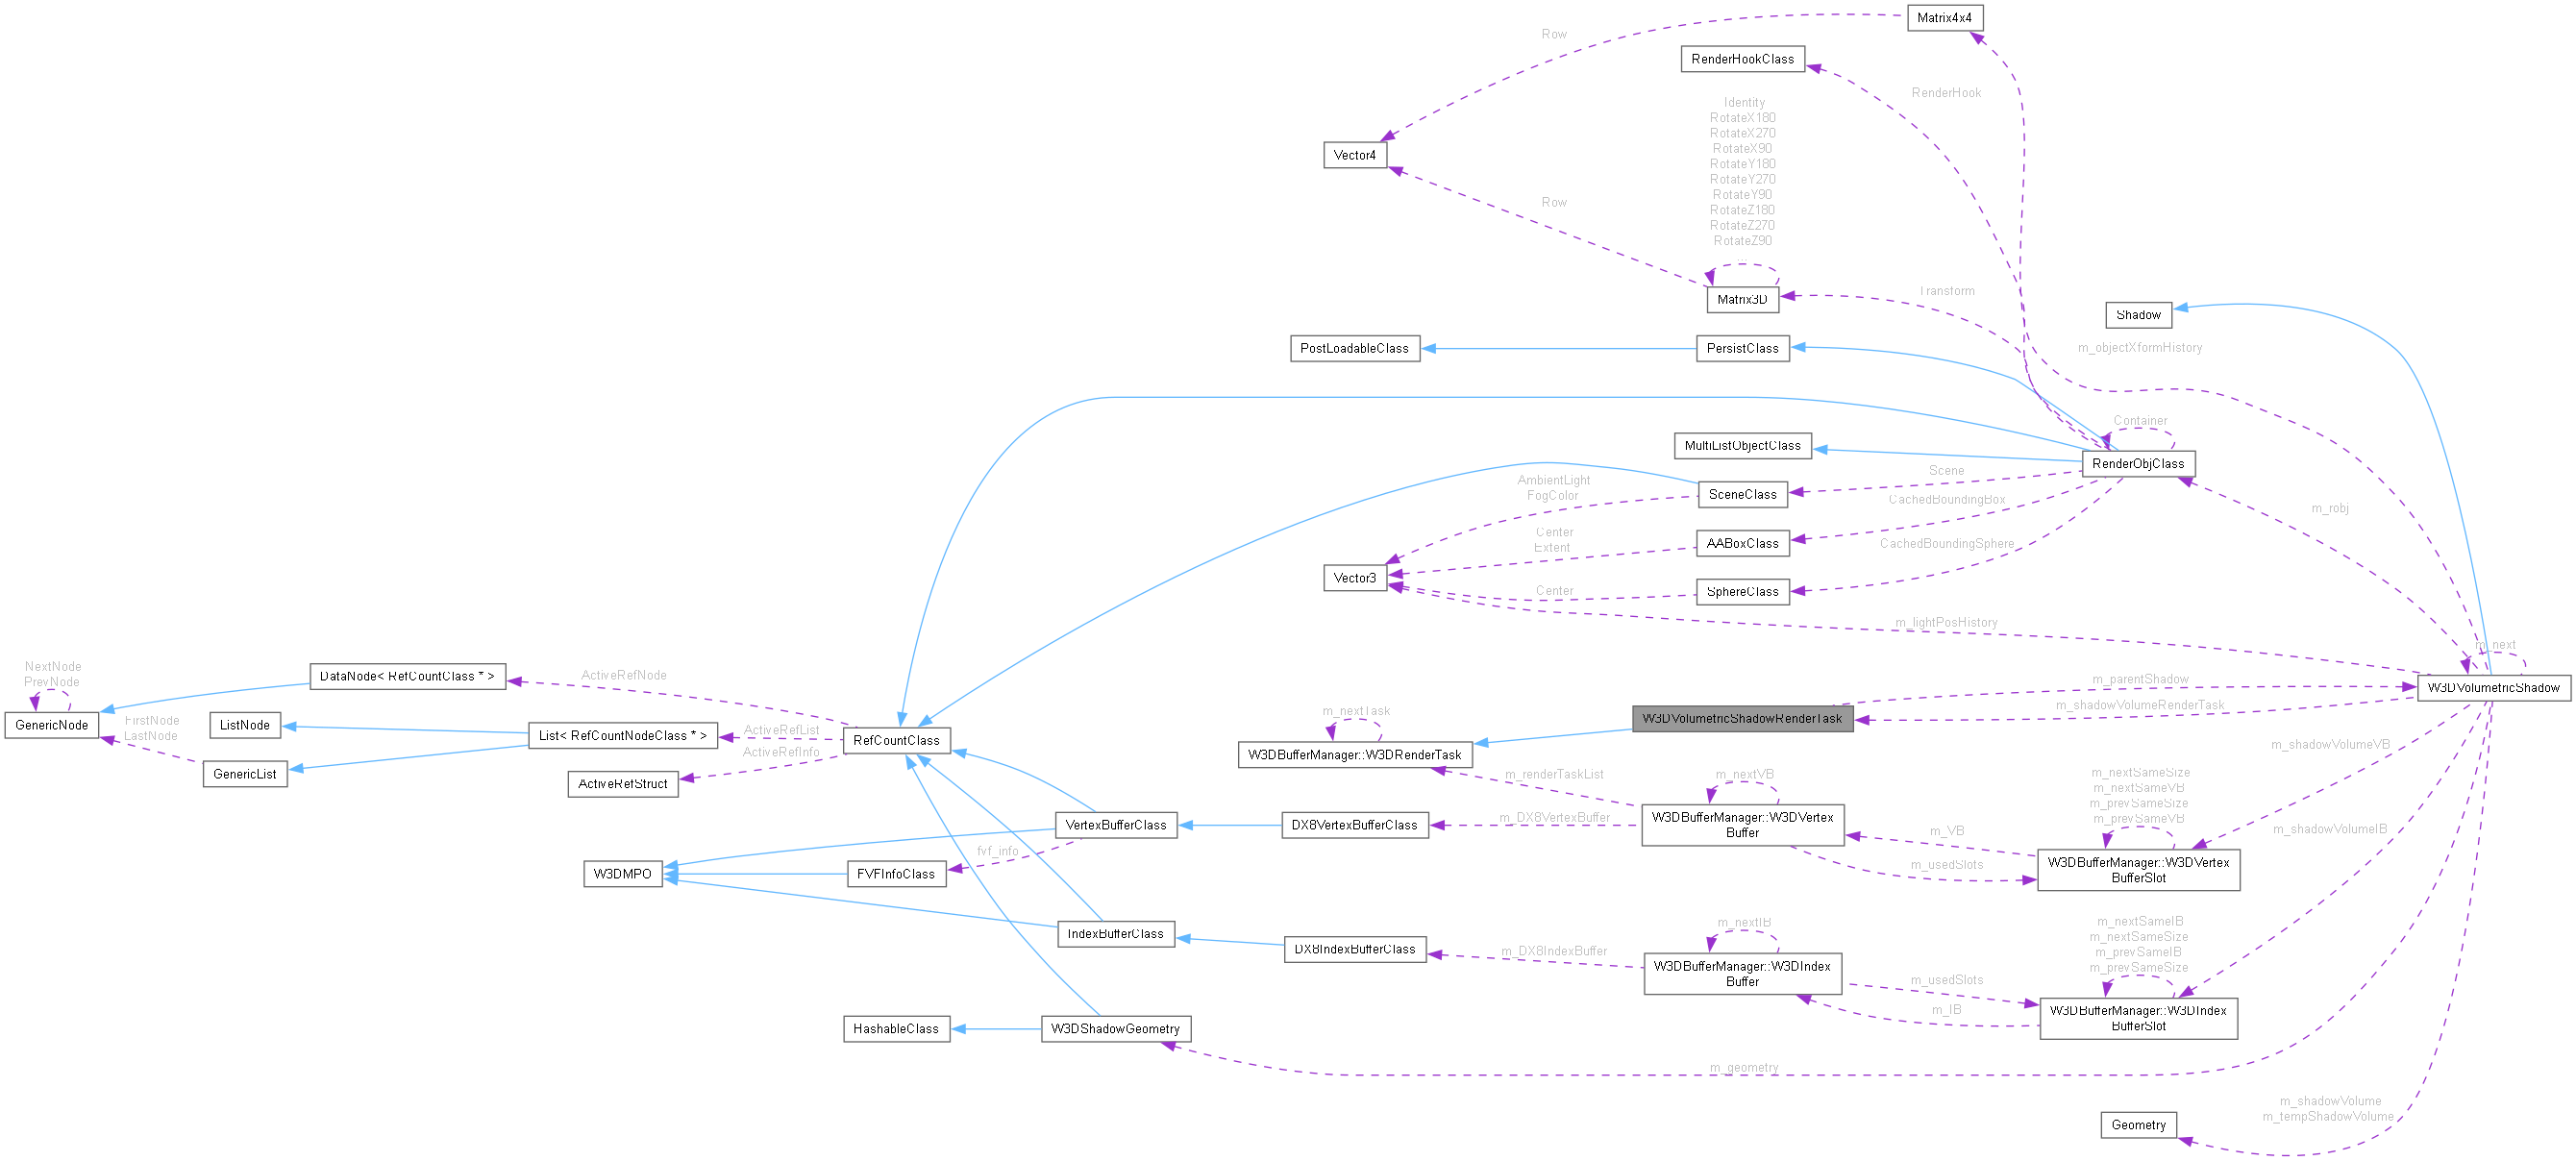 Matrix4x4
Row
RenderHookClass
RenderHook
Identity
RotateX180
RotateX270
RotateX90
RotateY180
RotateY270
RotateY90
RotateZ180
RotateZ270
RotateZ90
...
Vector4
Row
Matrix3D
Transform
Shadow
PostLoadableClass
PersistClass
m_objectXformHistory
Container
MultiListObjectClass
RenderObjClass
Scene
AmbientLight
FogColor
SceneClass
CachedBoundingBox
m_robj
Center
Extent
AABoxClass
CachedBoundingSphere
Vector3
Center
SphereClass
m_lightPosHistory
m_next
NextNode
PrevNode
DataNode< RefCountClass * >
ActiveRefNode
m_parentShadow
W3DVolumetricShadow
m_shadowVolumeRenderTask
GenericNode
FirstNode
LastNode
ListNode
List< RefCountNodeClass * >
ActiveRefList
RefCountClass
m_nextTask
W3DVolumetricShadowRenderTask
ActiveRefInfo
W3DBufferManager::W3DRenderTask
m_shadowVolumeVB
GenericList
ActiveRefStruct
m_renderTaskList
m_nextVB
m_nextSameSize
m_nextSameVB
m_prevSameSize
m_prevSameVB
VertexBufferClass
DX8VertexBufferClass
m_DX8VertexBuffer
W3DBufferManager::W3DVertex
Buffer
m_VB
m_shadowVolumeIB
fvf_info
m_usedSlots
W3DBufferManager::W3DVertex
BufferSlot
W3DMPO
FVFInfoClass
IndexBufferClass
DX8IndexBufferClass
m_DX8IndexBuffer
m_nextIB
m_nextSameIB
m_nextSameSize
m_prevSameIB
m_prevSameSize
W3DBufferManager::W3DIndex
Buffer
m_usedSlots
m_IB
W3DBufferManager::W3DIndex
BufferSlot
HashableClass
W3DShadowGeometry
m_geometry
m_shadowVolume
m_tempShadowVolume
Geometry